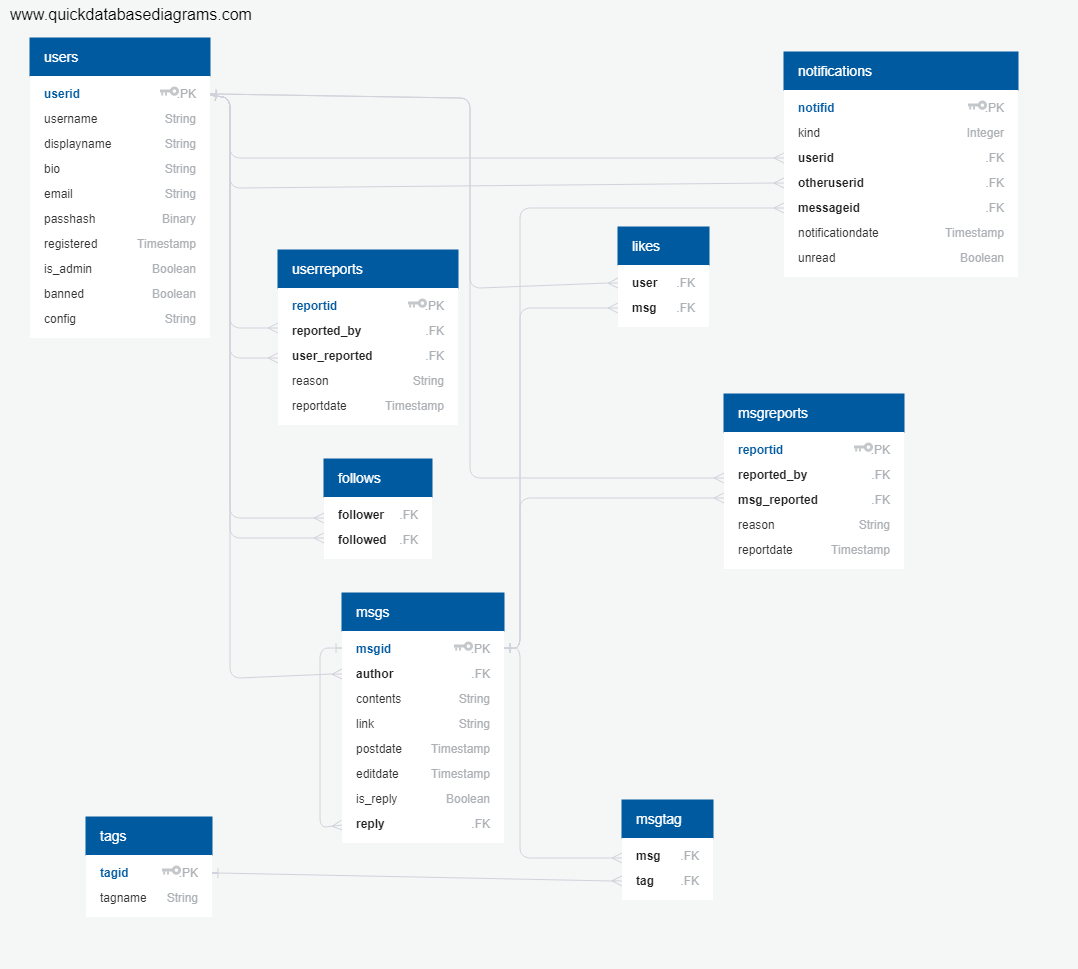 www.quickdatabasediagrams.com
users
userid PK
username String
displayname String
bio String
email String
passhash Binary
registered Timestamp
is_admin Boolean
banned Boolean
config String
notifications
notifid PK
kind Integer
userid .FK
otheruserid .FK
messageid .FK
notificationdate Timestamp
unread Boolean
userreports
reportid PK
reported_by .FK
user_reported .FK
reason String
reportdate Timestamp
likes
user .FK
msg .FK
msgreports
reportid PK
reported_by .FK
msg_reported .FK
reason String
reportdate Timestamp
follows
follower .FK
followed .FK
msgs
msgid PK
author .FK
contents String
link String
postdate Timestamp
editdate Timestamp
is_reply Boolean
reply .FK
tags
tagid PK
tagname String
msgtag
msg .FK
tag .FK